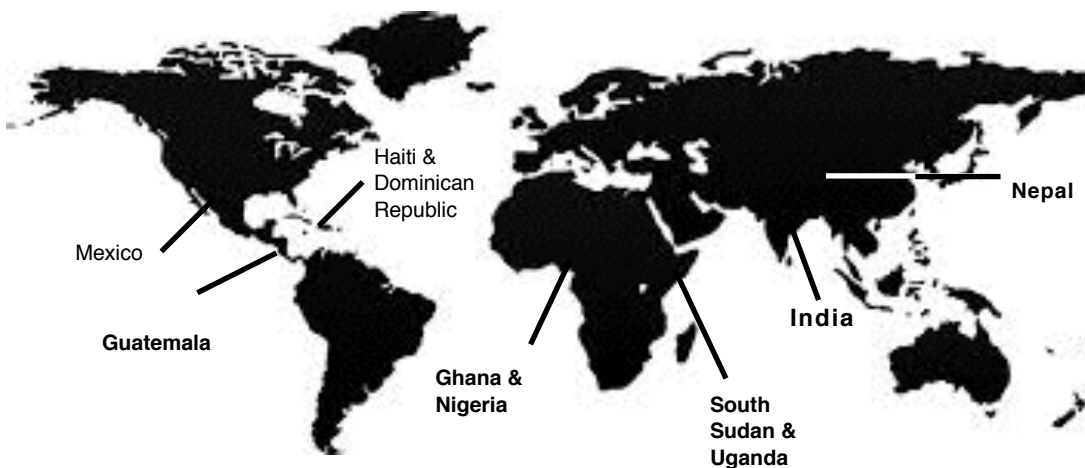 Haiti &
Dominican
Republic
Nepal
Mexico
India
Guatemala
Ghana &
Nigeria
South
Sudan &
Uganda